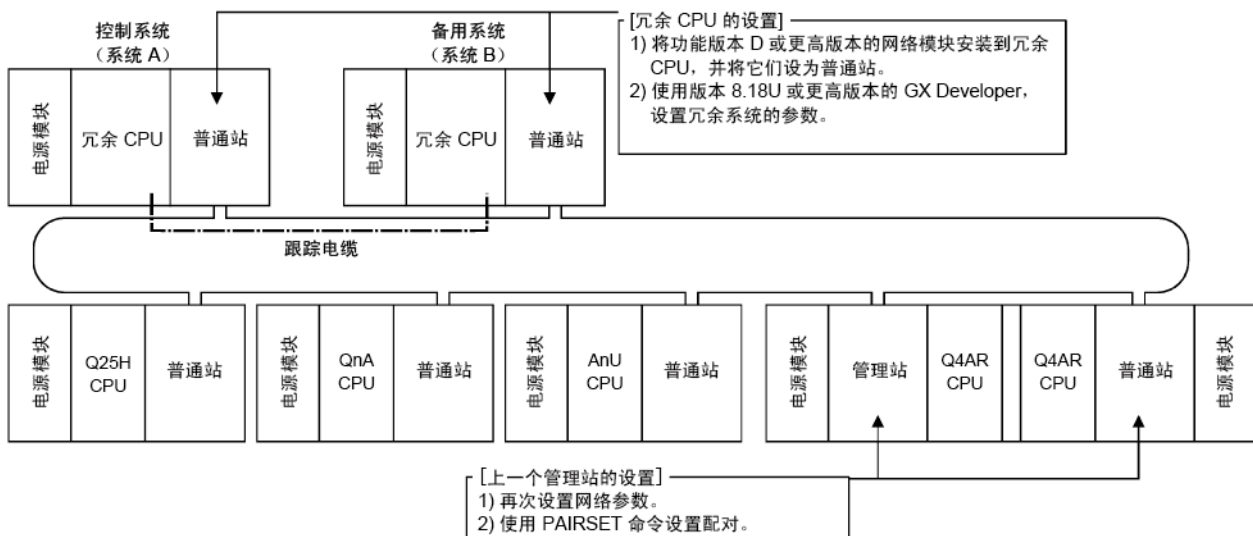 控制系统
（系统 A）
备用系统
（系统 B）
[冗余 CPU 的设置]
1) 将功能版本 D 或更高版本的网络模块安装到冗余
CPU，并将它们设为普通站。
2) 使用版本 8.18U 或更高版本的 GX Developer，
设置冗余系统的参数。
电源模块
冗余 CPU
普通站
电源模块
冗余 CPU
普通站
跟踪电缆
电源模块
Q25H
CPU
普通站
电源模块
QnA
CPU
普通站
电源模块
AnU
CPU
普通站
电源模块
管理站
Q4AR
CPU
Q4AR
CPU
普通站
电源模块
[上一个管理站的设置]
1) 再次设置网络参数。
2) 使用 PAIRSET 命令设置配对。